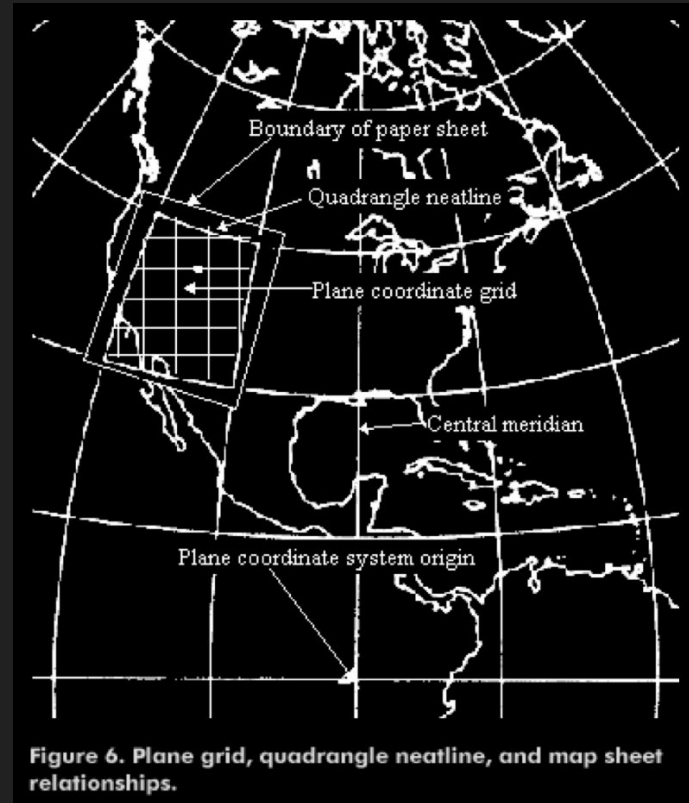 Boundary of paper sheet
Quadrangle neatline
Plane coordinate grid
Central meridian
Plane coordinate system origin
Figure 6. Plane grid, quadrangle neatline, and map sheet
relationships.